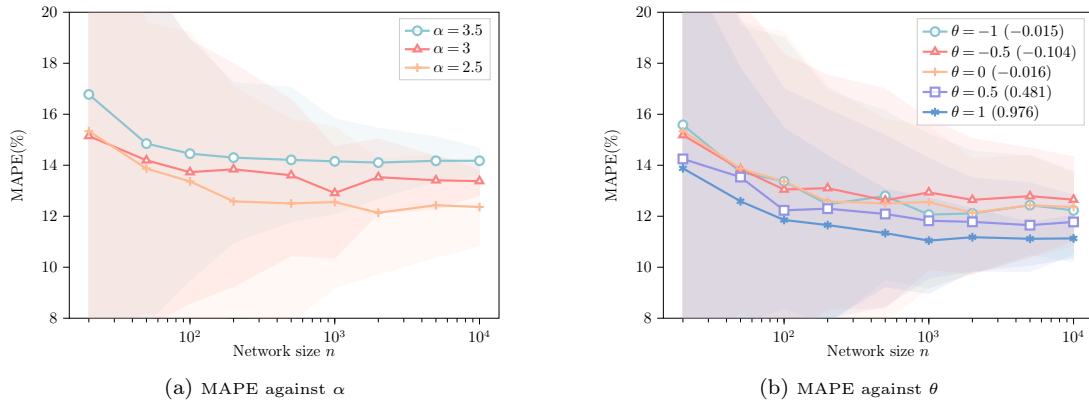 20
18
16
14
12
10
8
MAPE(%)
10²
10³
10⁴
Network size n
α = 3.5
α = 3
α = 2.5
(a) MAPE against α
20
18
16
14
12
10
8
MAPE(%)
10²
10³
10⁴
Network size n
θ = −1 (−0.015)
θ = −0.5 (−0.104)
θ = 0 (−0.016)
θ = 0.5 (0.481)
θ = 1 (0.976)
(b) MAPE against θ